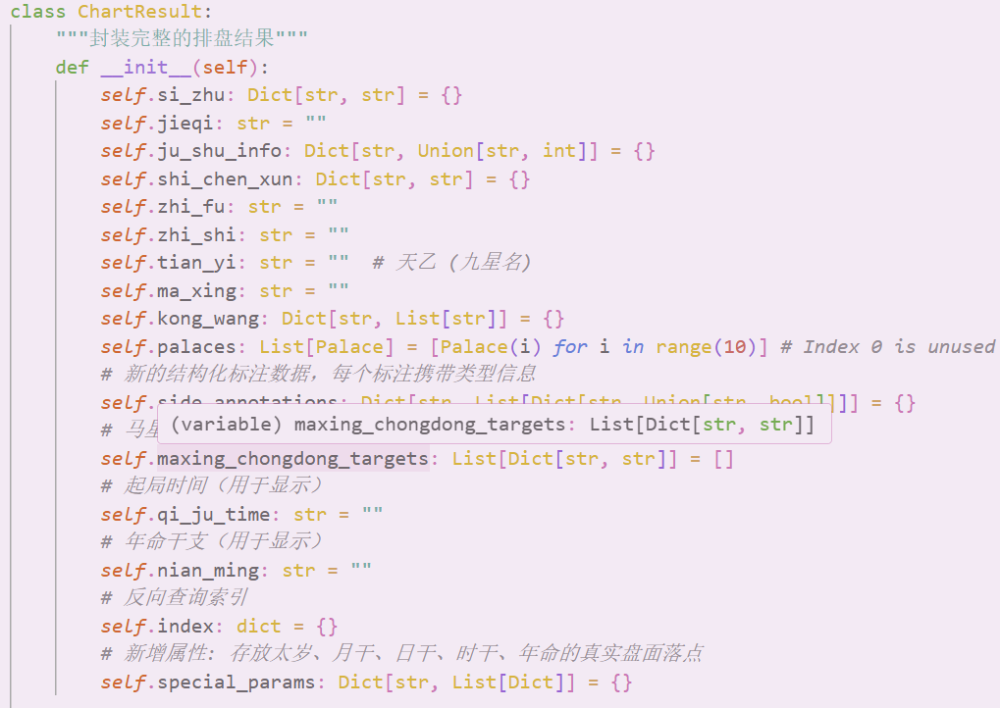 class ChartResult:
"""封装完整的排盘结果"""
def __init__(self):
self.si_zhu: Dict[str, str] = {}
self.jieqi: str = ""
self.ju_shu_info: Dict[str, Union[str, int]] = {}
self.shi_chen_xun: Dict[str, str] = {}
self.zhi_fu: str = ""
self.zhi_shi: str = ""
self.tian_yi: str = ""  # 天乙 (九星名)
self.ma_xing: str = ""
self.kong_wang: Dict[str, List[str]] = {}
self.palaces: List[Palace] = [Palace(i) for i in range(10)] # Index 0 is unused
# 新的结构化标注数据，每个标注携带类型信息
self.side_annotations: Dict[str, List[Dict[str, Union[str, bool]]]] = {}
(variable) maxing_chongdong_targets: List[Dict[str, str]]
# 马星
self.maxing_chongdong_targets: List[Dict[str, str]] = []
# 起局时间（用于显示）
self.qi_ju_time: str = ""
# 年命干支（用于显示）
self.nian_ming: str = ""
# 反向查询索引
self.index: dict = {}
# 新增属性: 存放太岁、月干、日干、时干、年命的真实盘面落点
self.special_params: Dict[str, List[Dict]] = {}